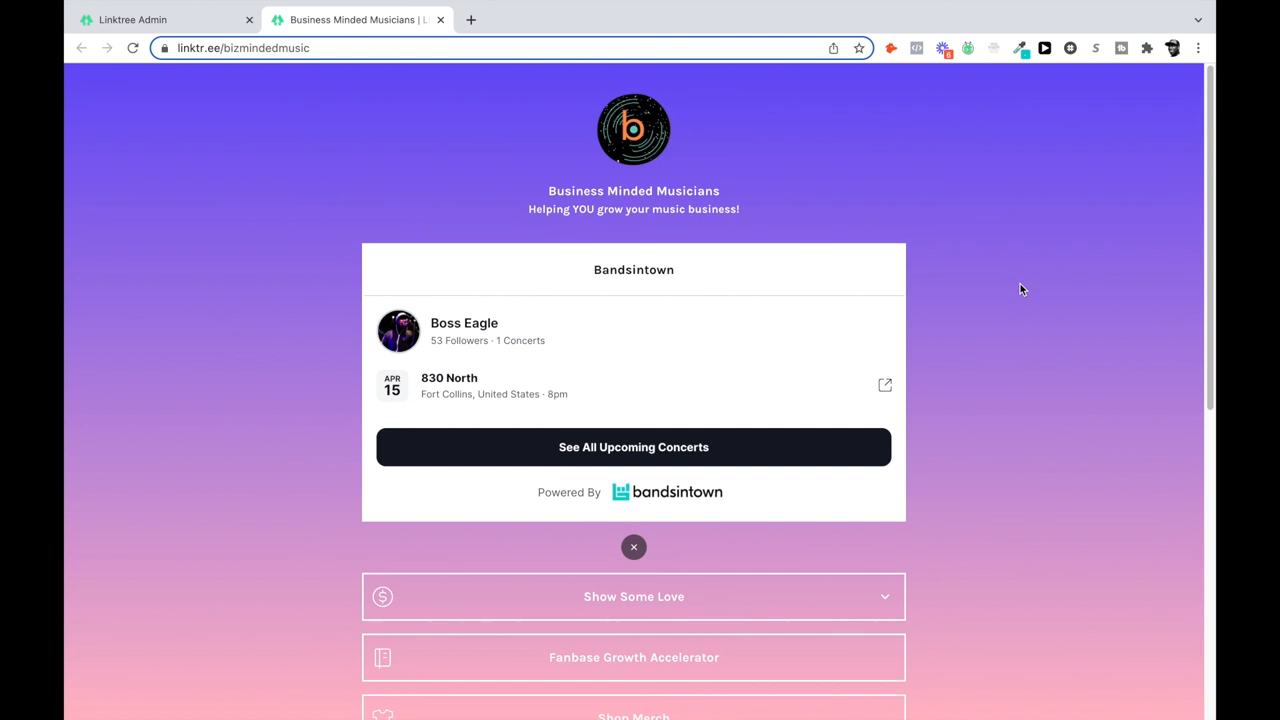 Linktree Admin
Business Minded Musicians | L
linktr.ee/bizmindedmusic
b
Business Minded Musicians
Helping YOU grow your music business!
Bandsintown
Boss Eagle
53 Followers · 1 Concerts
APR
15
830 North
Fort Collins, United States · 8pm
See All Upcoming Concerts
Powered By bandsintown
Show Some Love
Fanbase Growth Accelerator
Shop Merch